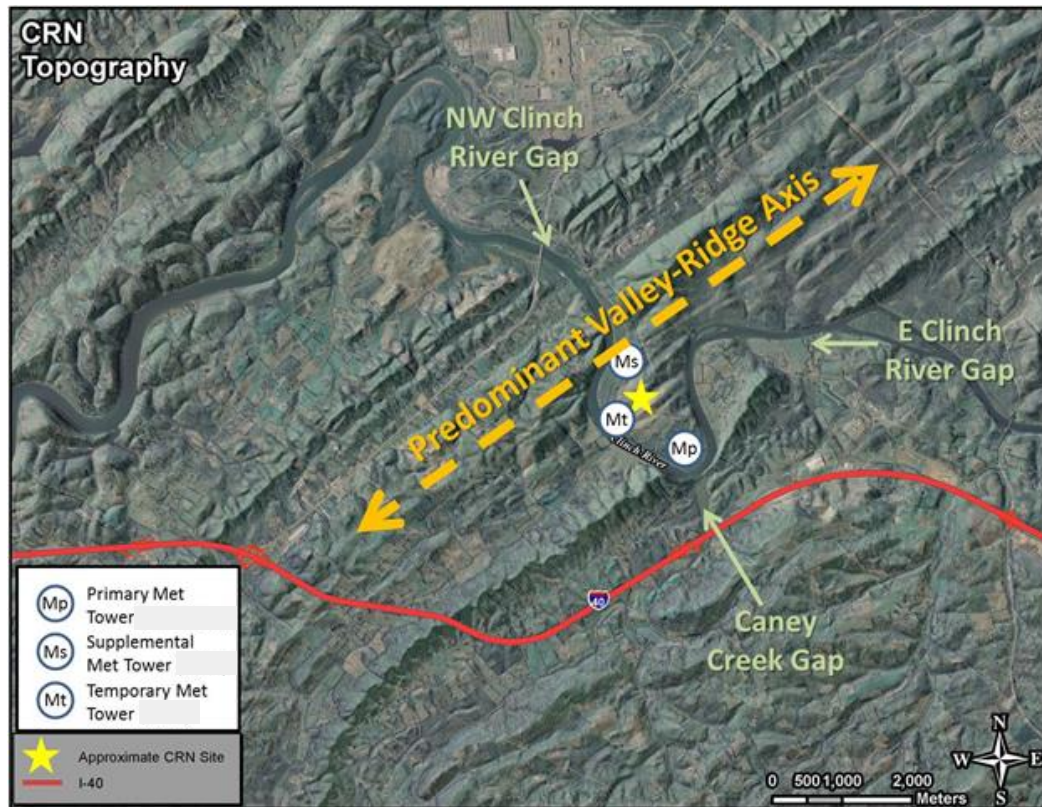 CRN
Topography
NW Clinch
River Gap
Predominant Valley-Ridge Axis
E Clinch
River Gap
Ms
Mt
Mp
Clinch River
40
Caney
Creek Gap
Mp Primary Met
Tower
Ms Supplemental
Met Tower
Mt Temporary Met
Tower
Approximate CRN Site
I-40
N
W E
S
0 500 1,000 2,000
Meters